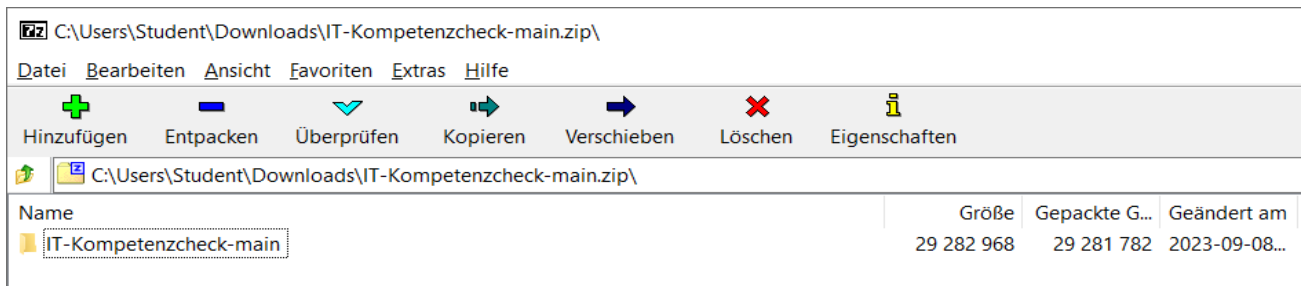 C:\Users\Student\Downloads\IT-Kompetenzcheck-main.zip\
Datei Bearbeiten Ansicht Favoriten Extras Hilfe
Hinzufügen Entpacken Überprüfen Kopieren Verschieben Löschen Eigenschaften
C:\Users\Student\Downloads\IT-Kompetenzcheck-main.zip\
Name Größe Gepackte G... Geändert am
IT-Kompetenzcheck-main 29 282 968 29 281 782 2023-09-08...